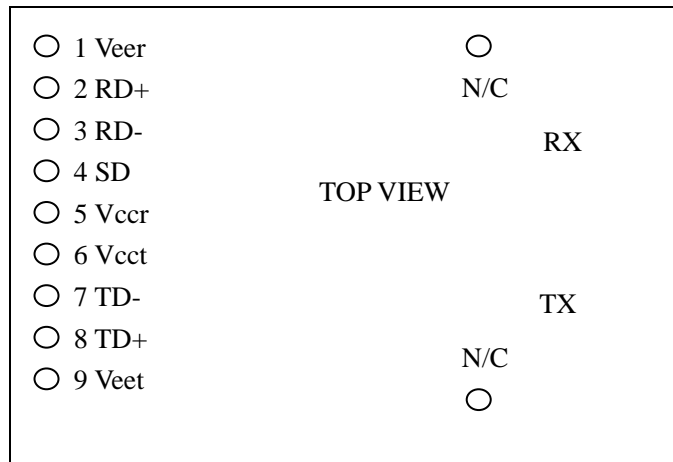 1 Veer
2 RD+
N/C
3 RD-
RX
4 SD
TOP VIEW
5 Vccr
6 Vcct
7 TD-
TX
8 TD+
N/C
9 Veet